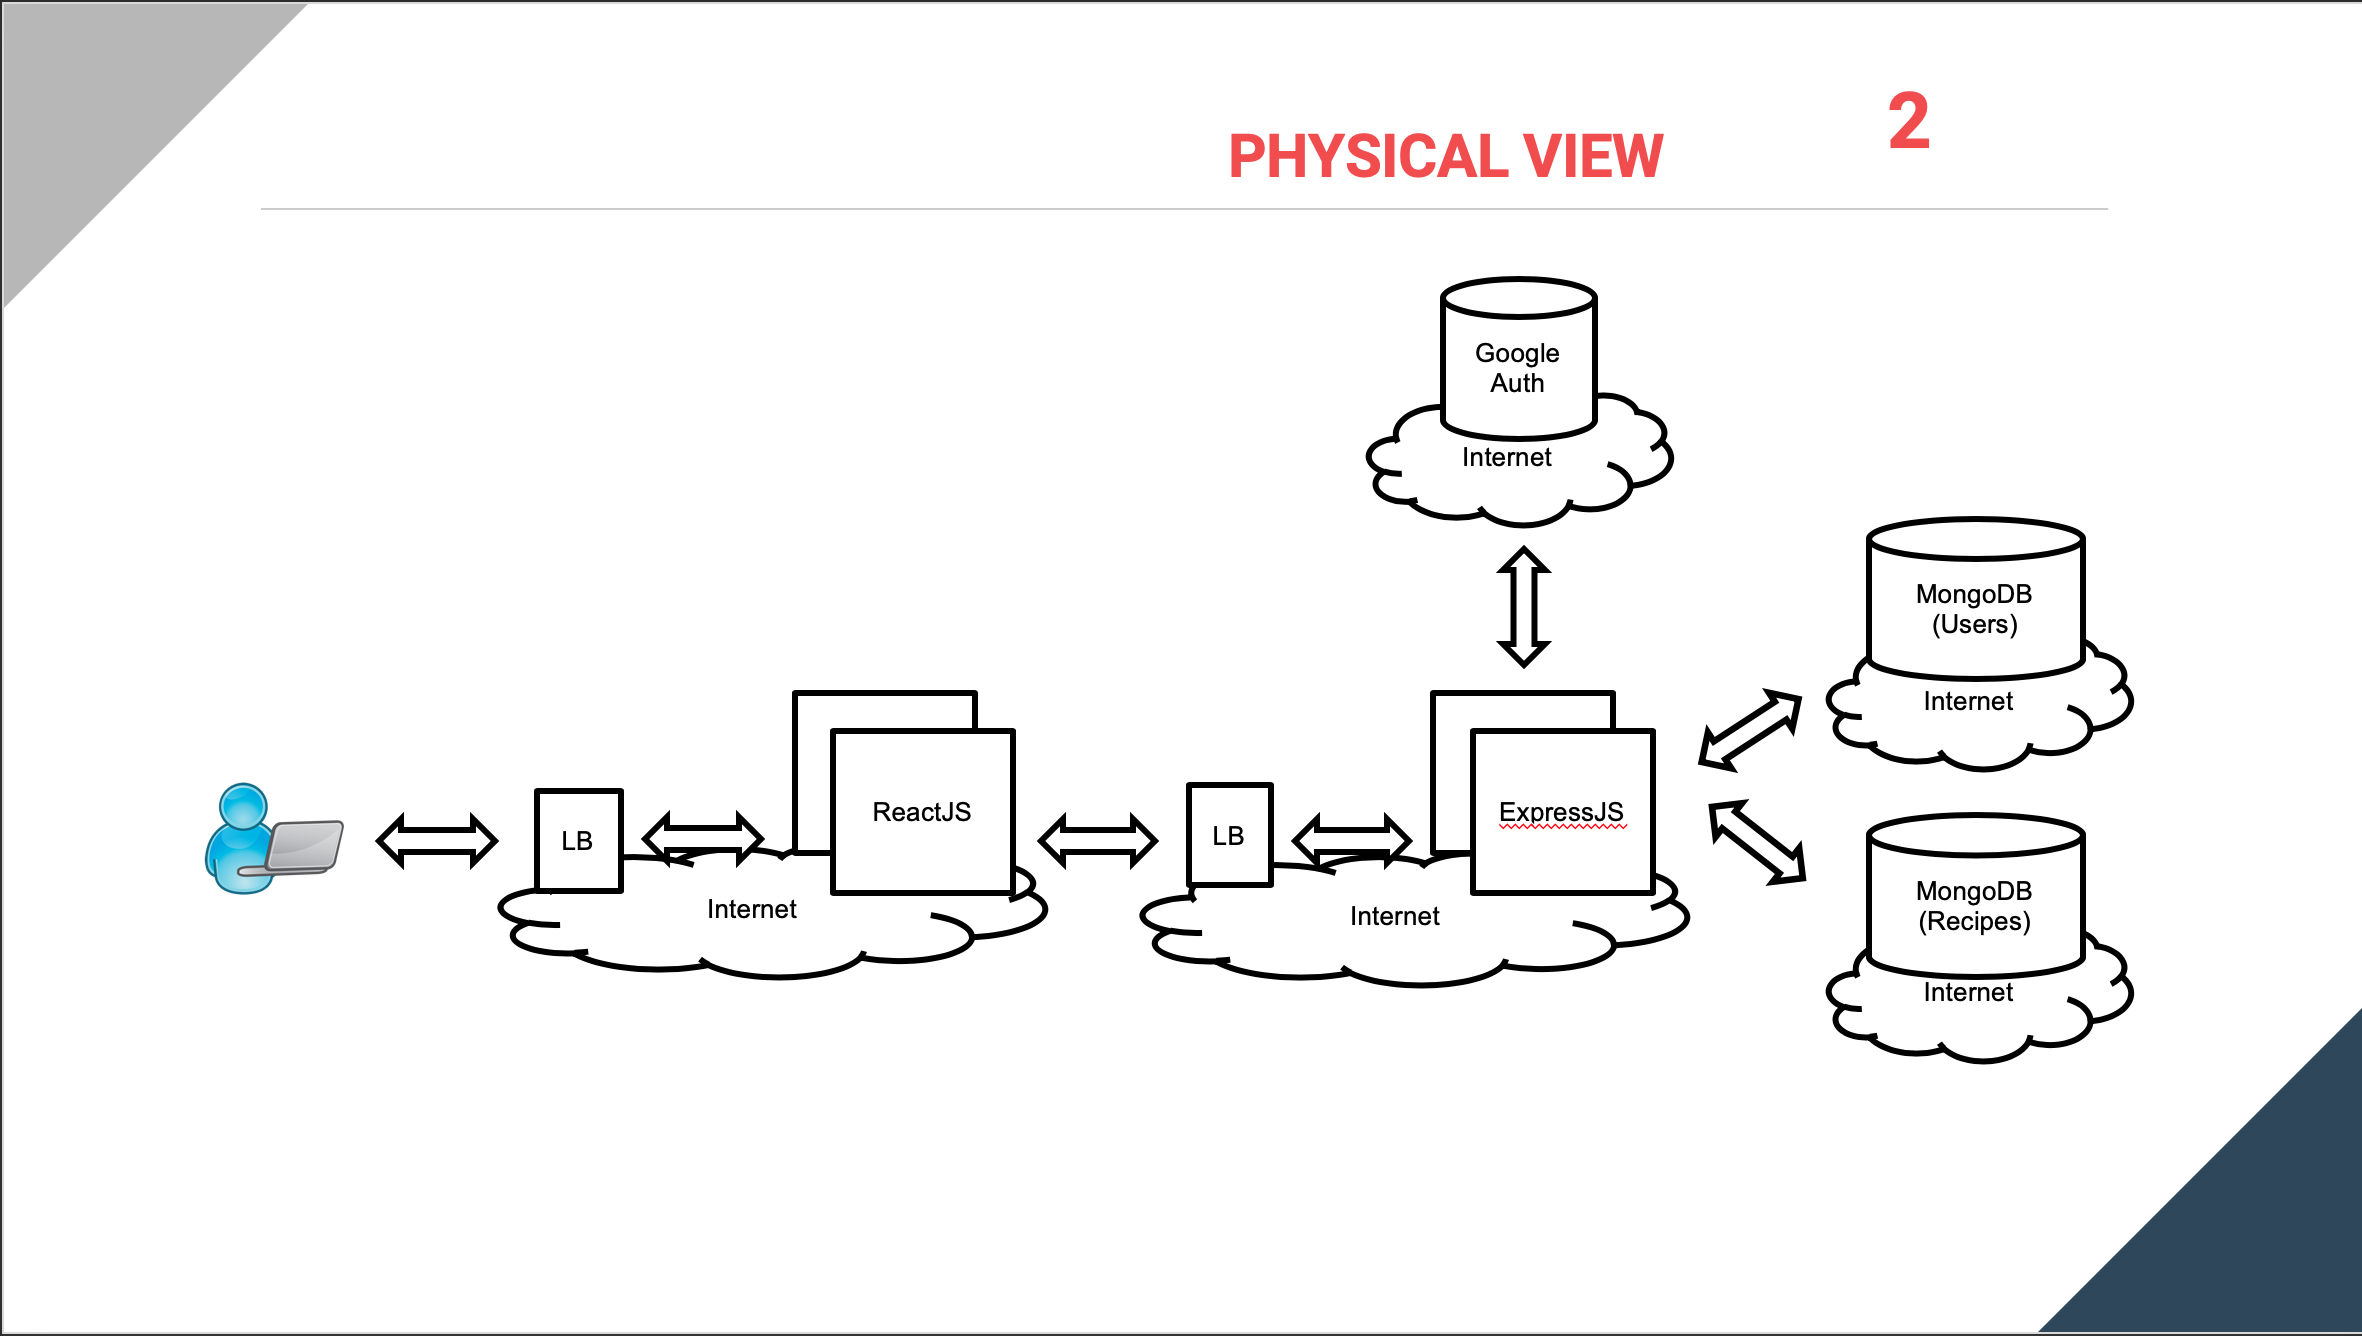 PHYSICAL VIEW
2
Google
Auth
Internet
MongoDB
(Users)
Internet
LB
ReactJS
Internet
LB
ExpressJS
Internet
MongoDB
(Recipes)
Internet